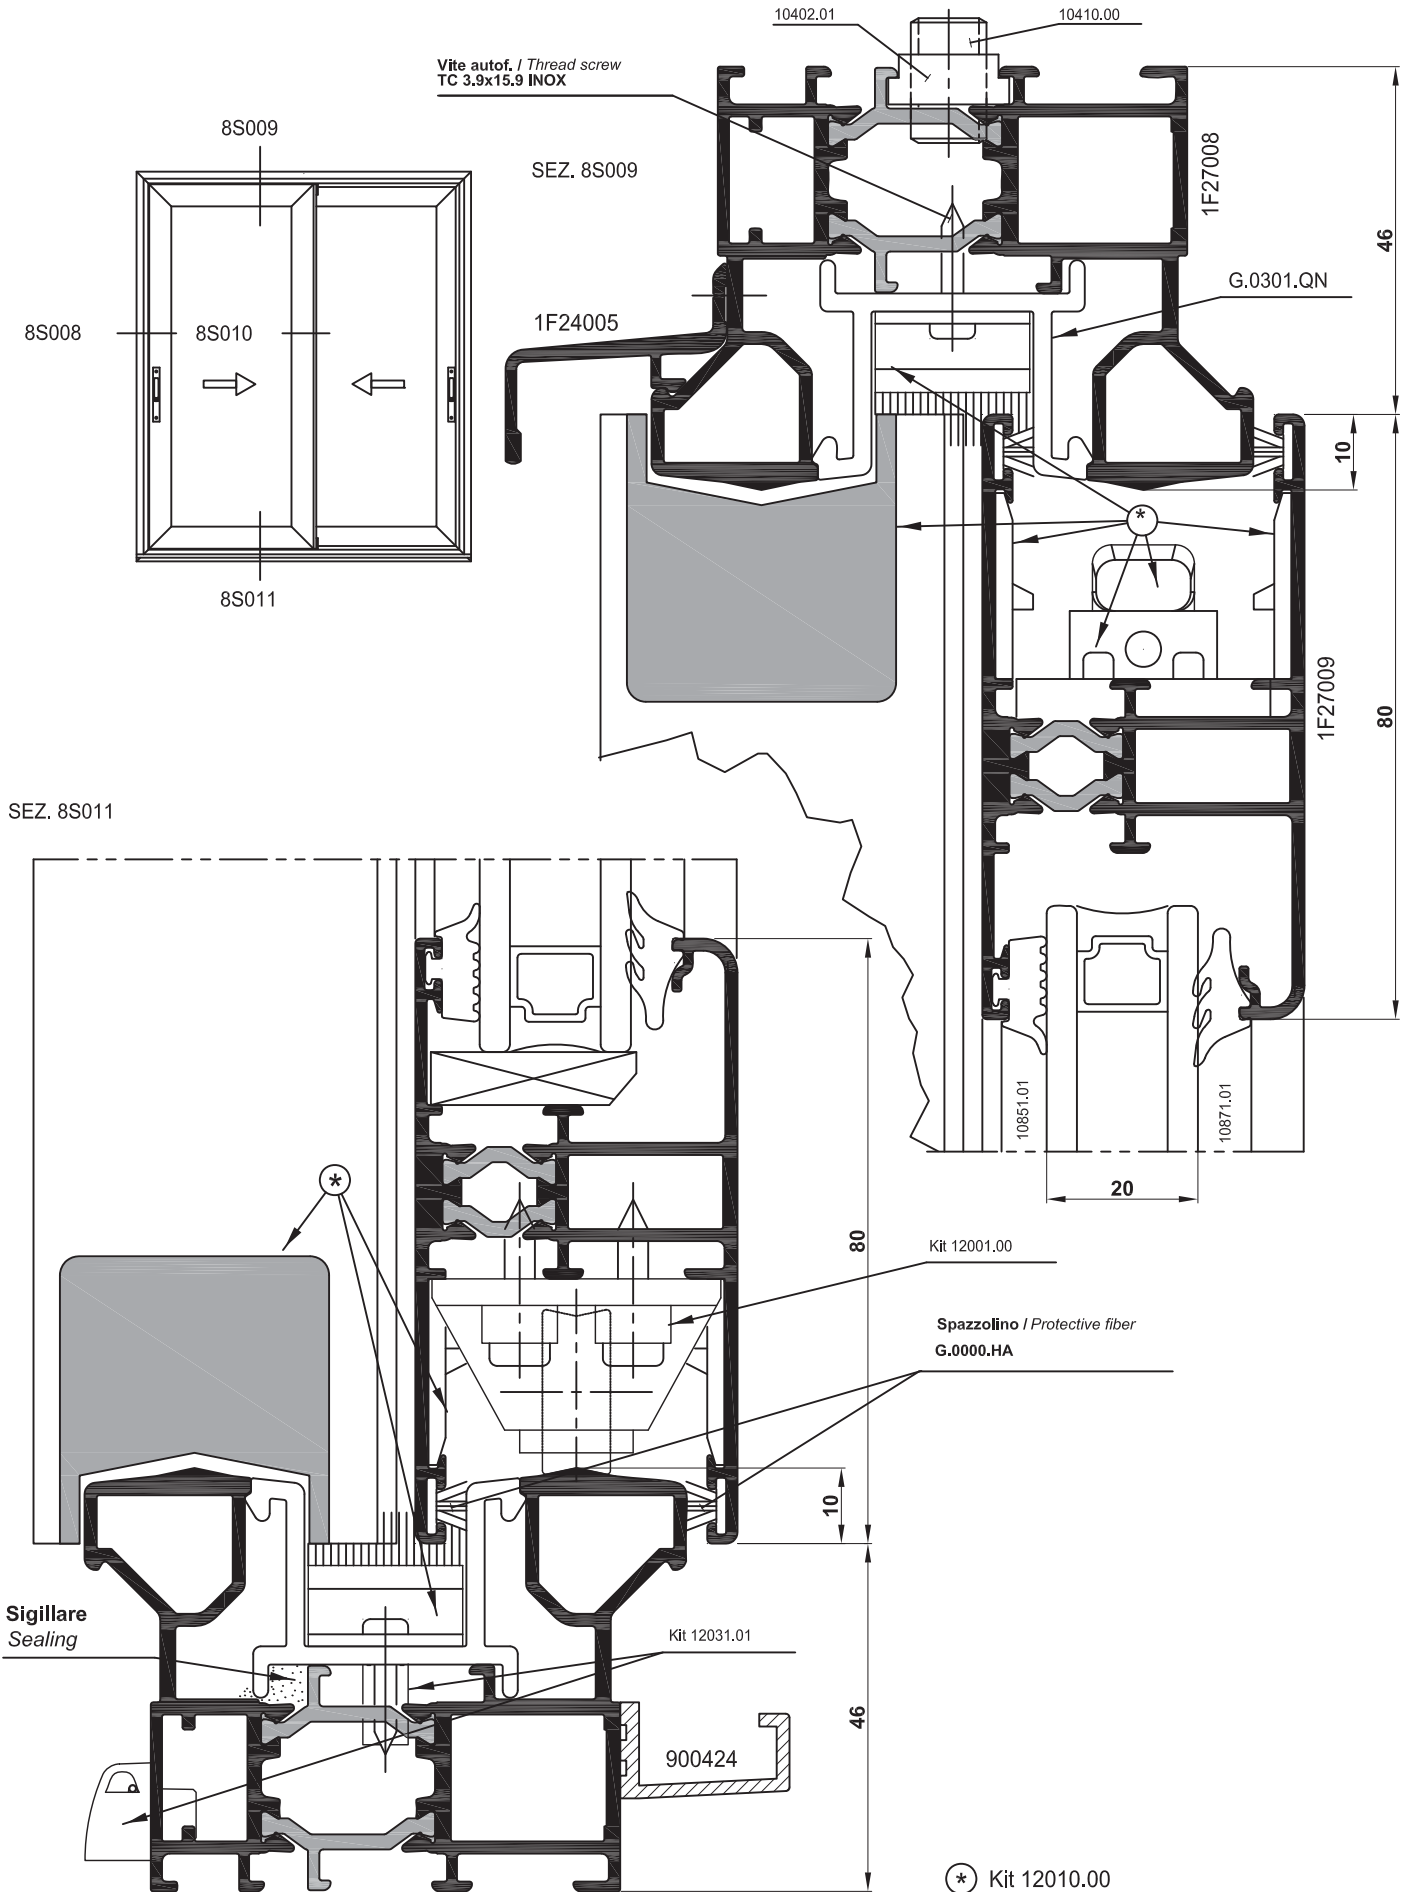 10402.01
10410.00
Vite autof. / Thread screw
TC 3.9x15.9 INOX
8S009
SEZ. 8S009
1F27008
46
G.0301.QN
1F24005
8S008
8S010
10
*
8S011
1F27009
80
SEZ. 8S011
10851.01
10871.01
20
*
80
Kit 12001.00
Spazzolino / Protective fiber
G.0000.HA
10
Sigillare
Sealing
Kit 12031.01
46
900424
* Kit 12010.00